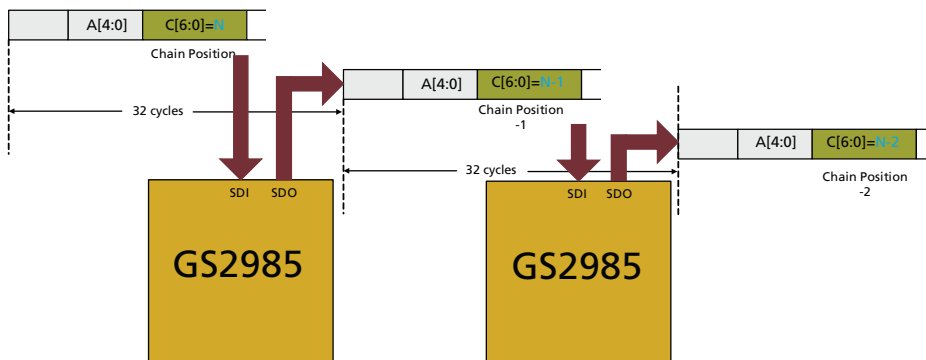 A[4:0] C[6:0]=N
Chain Position
A[4:0] C[6:0]=N-1
32 cycles
Chain Position
-1
A[4:0] C[6:0]=N-2
32 cycles
Chain Position
-2
SDI SDO
SDI SDO
GS2985
GS2985